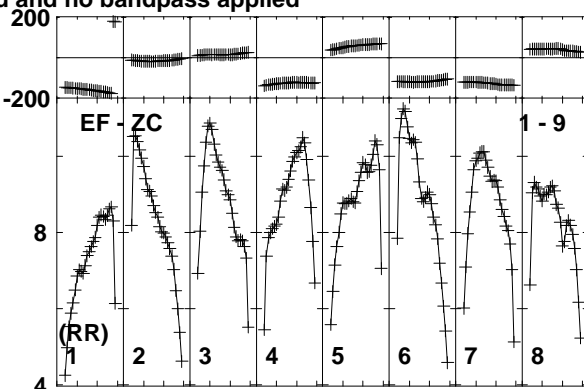 d and no bandpass applied
200
-200
EF - ZC 1 - 9
8
(RR)
1 2 3 4 5 6 7 8
4